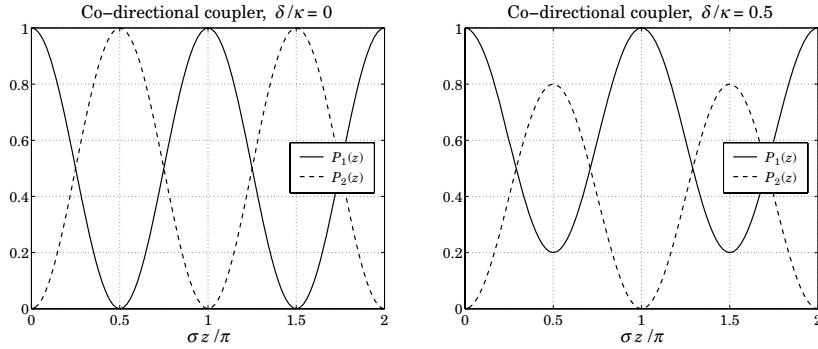 Co-directional coupler, δ/κ = 0
1
0.8
0.6
0.4
0.2
0
0
0.5
1
1.5
2
σz/π
P₁(z)
P₂(z)
Co-directional coupler, δ/κ = 0.5
1
0.8
0.6
0.4
0.2
0
0
0.5
1
1.5
2
σz/π
P₁(z)
P₂(z)